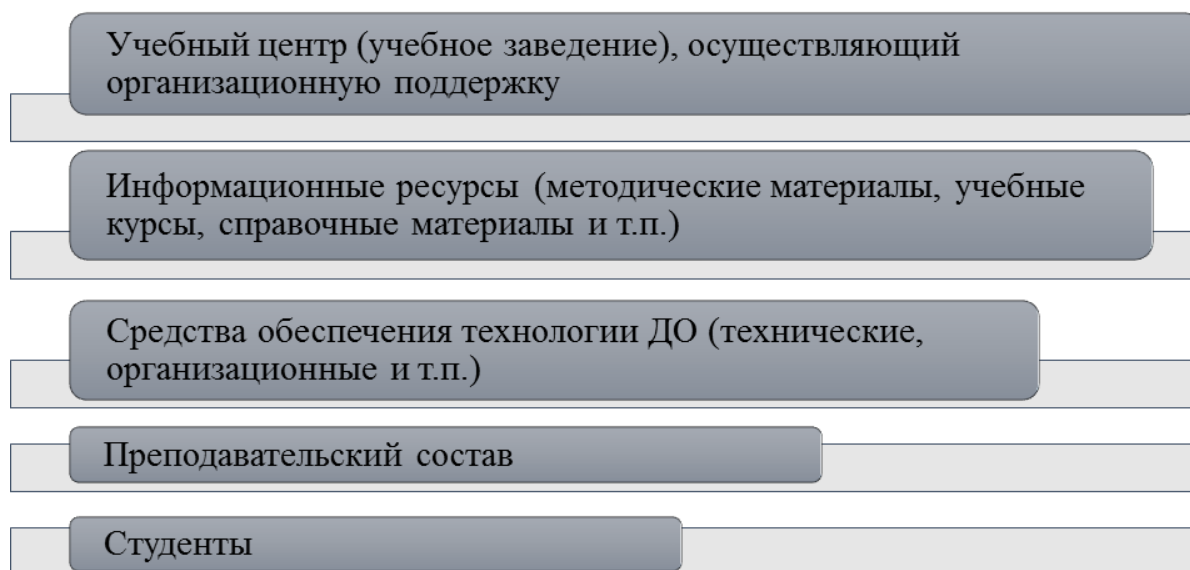 Учебный центр (учебное заведение), осуществляющий
организационную поддержку
Информационные ресурсы (методические материалы, учебные
курсы, справочные материалы и т.п.)
Средства обеспечения технологии ДО (технические,
организационные и т.п.)
Преподавательский состав
Студенты